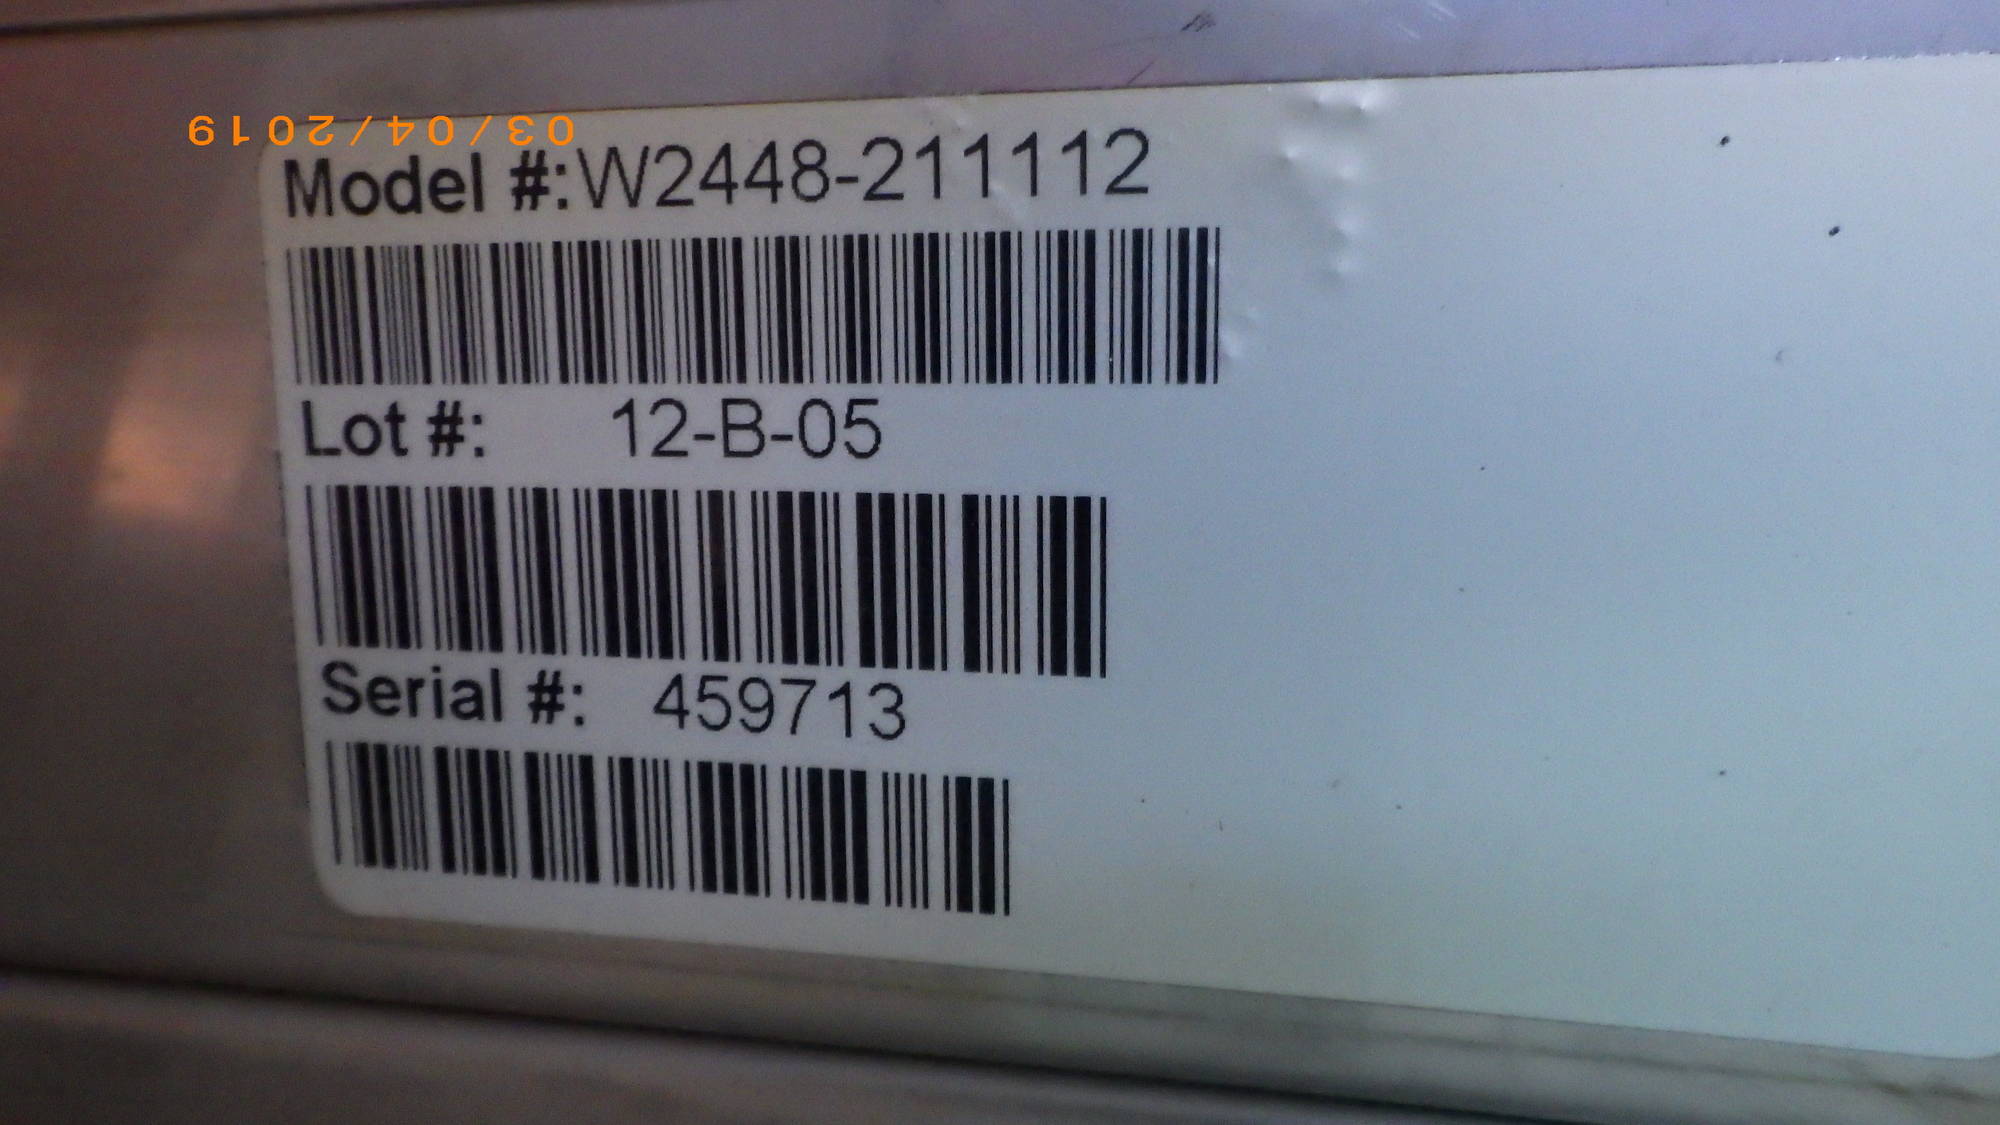 03/04/2019
Model #:W2448-211112
Lot #: 12-B-05
Serial #: 459713